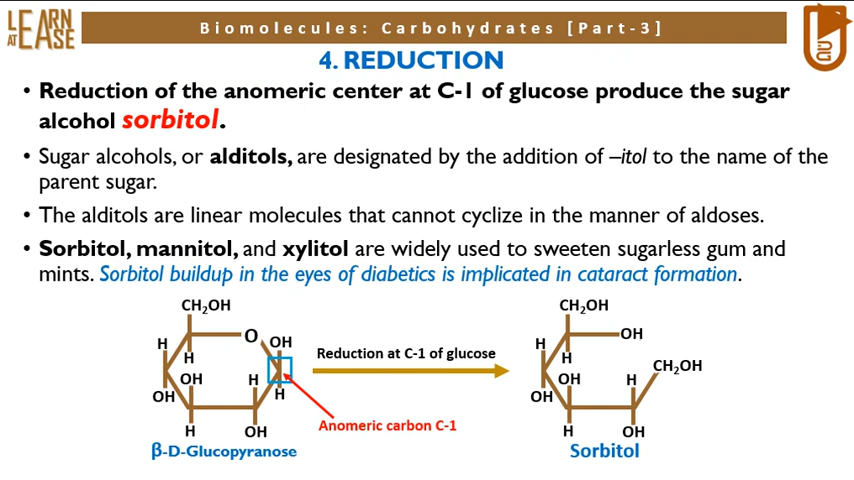 LEARN
AT EASE
Biomolecules: Carbohydrates [Part-3]
4. REDUCTION
• Reduction of the anomeric center at C-1 of glucose produce the sugar
alcohol sorbitol.
• Sugar alcohols, or alditols, are designated by the addition of –itol to the name of the
parent sugar.
• The alditols are linear molecules that cannot cyclize in the manner of aldoses.
• Sorbitol, mannitol, and xylitol are widely used to sweeten sugarless gum and
mints. Sorbitol buildup in the eyes of diabetics is implicated in cataract formation.
CH₂OH
O
H
OH
H
OH
H
OH
H
H
OH
β-D-Glucopyranose
Reduction at C-1 of glucose
Anomeric carbon C-1
CH₂OH
OH
H
H
CH₂OH
OH
H
OH
H
OH
Sorbitol